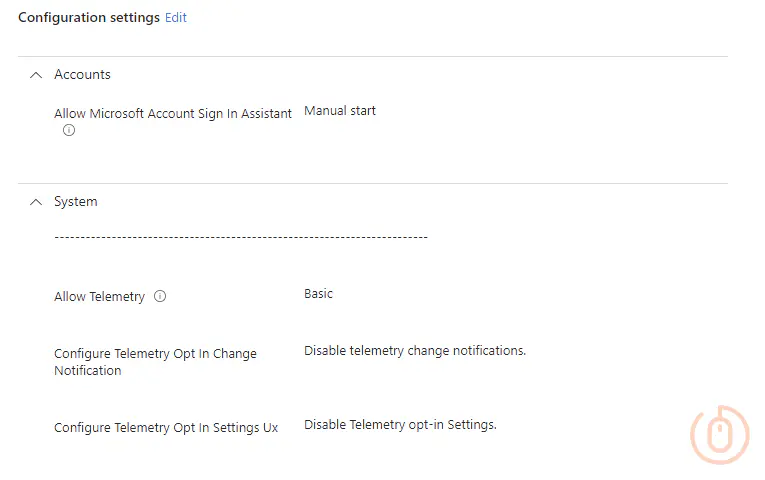 Configuration settings Edit
Accounts
Allow Microsoft Account Sign In Assistant Manual start
System
-----------------------------------------------------------------------
Allow Telemetry Basic
Configure Telemetry Opt In Change Disable telemetry change notifications.
Notification
Configure Telemetry Opt In Settings Ux Disable Telemetry opt-in Settings.